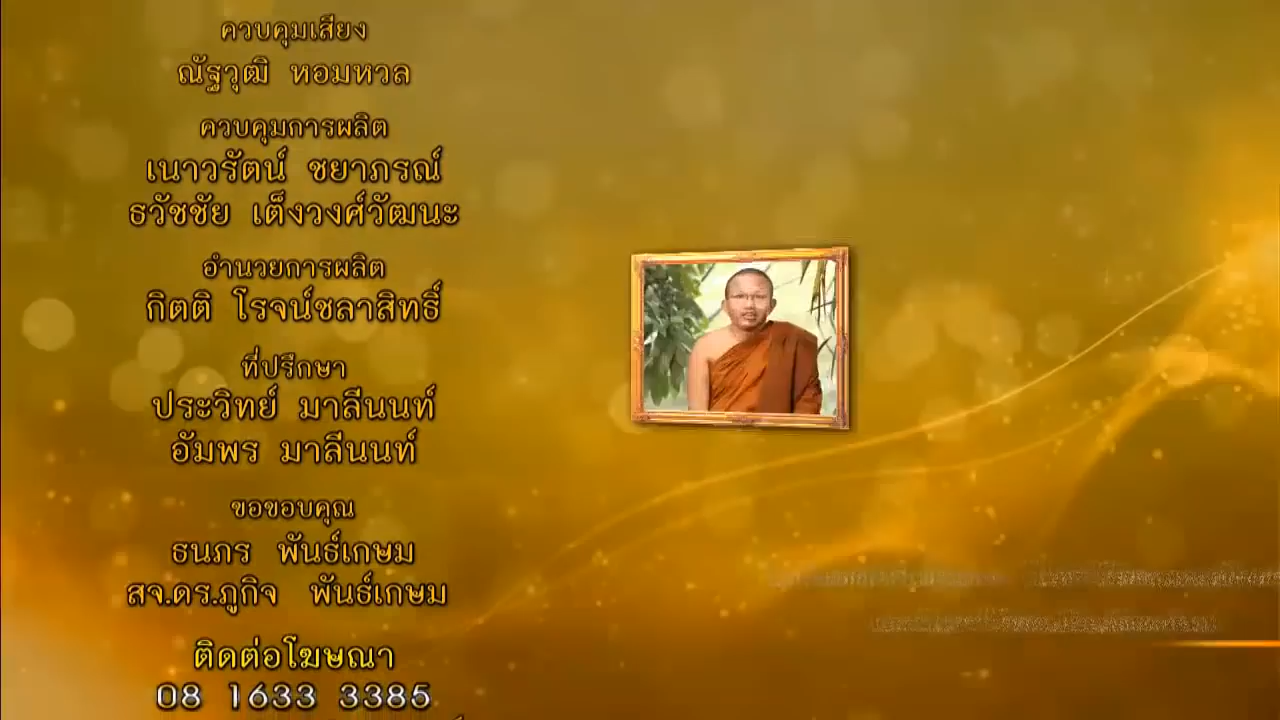 ควบคุมเสียง
ณัฐวุฒิ หอมหวล
ควบคุมการผลิต
เนาวรัตน์ ชยาภรณ์
ธวัชชัย เต็งวงศ์วัฒนะ
อำนวยการผลิต
กิตติ โรจน์ชลาสิทธิ์
ที่ปรึกษา
ประวิทย์ มาลีนนท์
อัมพร มาลีนนท์
ขอขอบคุณ
ธนภร พันธ์เกษม
สจ.ดร.ภูกิจ พันธ์เกษม
ติดต่อโฆษณา
08 1633 3385